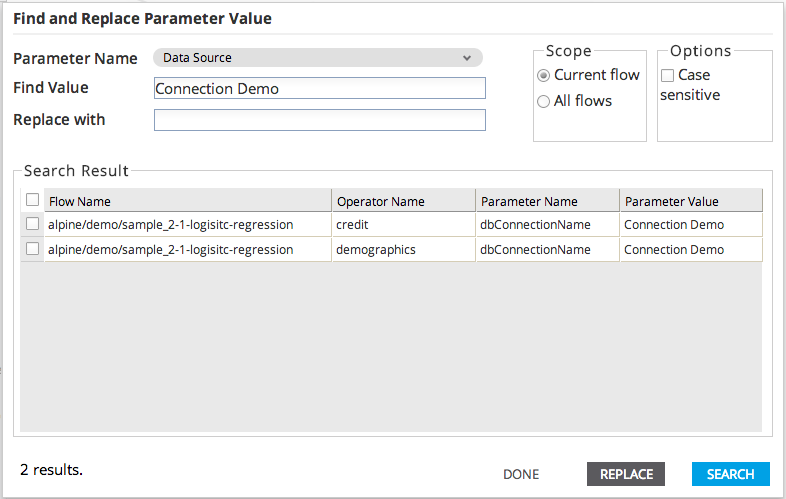 Find and Replace Parameter Value
Parameter Name Data Source
Find Value Connection Demo
Replace with
Scope
Current flow
All flows
Options
Case
sensitive
Search Result
Flow Name Operator Name Parameter Name Parameter Value
alpine/demo/sample_2-1-logisitc-regression credit dbConnectionName Connection Demo
alpine/demo/sample_2-1-logisitc-regression demographics dbConnectionName Connection Demo
2 results.
DONE REPLACE SEARCH